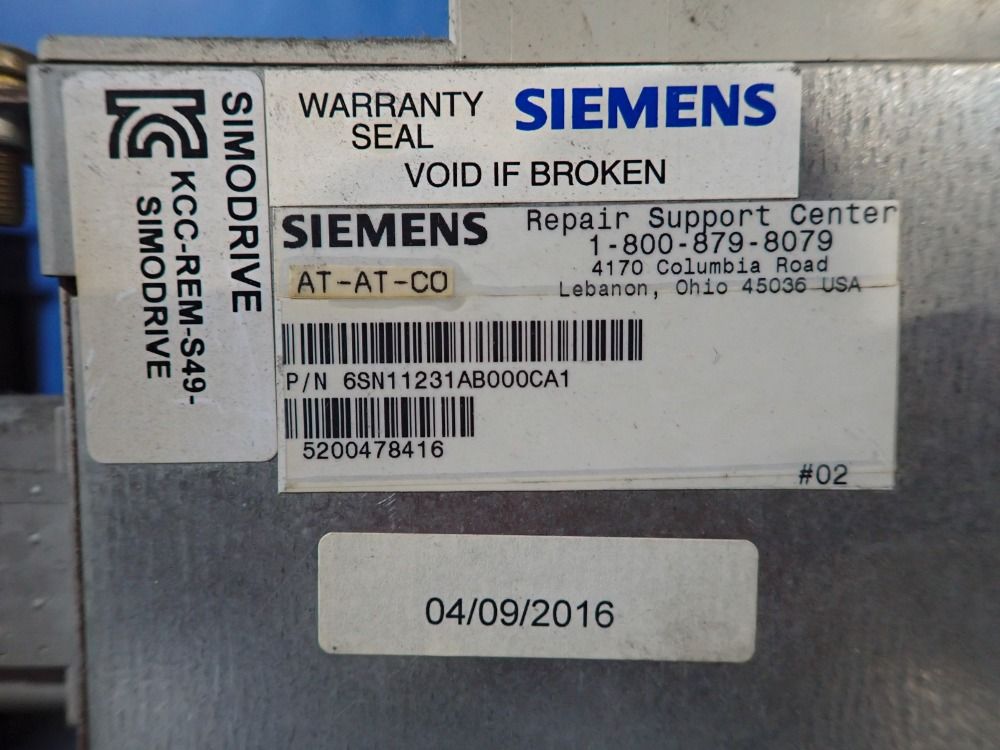 SIMODRIVE
KCC-REM-S49-
SIMODRIVE
WARRANTY
SEAL
SIEMENS
VOID IF BROKEN
SIEMENS
Repair Support Center
1-800-879-8079
4170 Columbia Road
Lebanon, Ohio 45036 USA
AT-AT-CO
P/N 6SN11231AB000CA1
5200478416
#02
04/09/2016